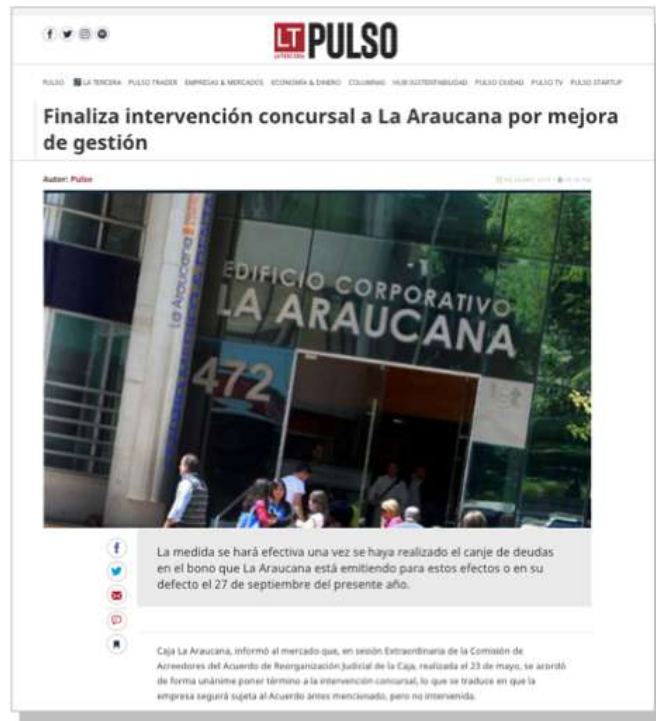 LT PULSO
LA TERCERA
PULSO LA TERCERA PULSO TRADER EMPRESAS & MERCADOS ECONOMÍA & DINERO COLUMNAS HUB SUSTENTABILIDAD PULSO CIUDAD PULSO TV PULSO STARTUP
Finaliza intervención concursal a La Araucana por mejora
de gestión
Autor: Pulso
La Araucana
EDIFICIO CORPORATIVO
LA ARAUCANA
472
La medida se hará efectiva una vez se haya realizado el canje de deudas
en el bono que La Araucana está emitiendo para estos efectos o en su
defecto el 27 de septiembre del presente año.
Caja La Araucana, informó al mercado que, en sesión Extraordinaria de la Comisión de
Acreedores del Acuerdo de Reorganización Judicial de la Caja, realizada el 23 de mayo, se acordó
de forma unánime poner término a la intervención concursal, lo que se traduce en que la
empresa seguirá sujeta al Acuerdo antes mencionado, pero no intervenida.